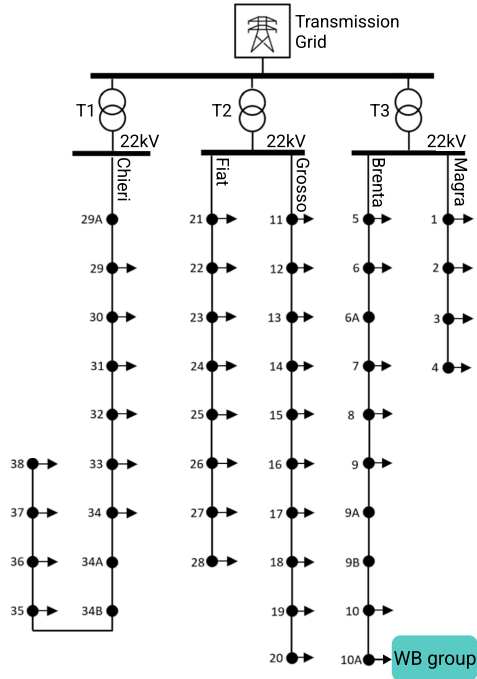 Transmission
Grid
T1
T2
T3
22kV
22kV
22kV
Chieri
Fiat
Grosso
Brenta
Magra
29A
21
11
5
1
29
22
12
6
2
30
23
13
6A
3
31
24
14
7
4
32
25
15
8
38
33
26
16
9
37
34
27
17
9A
36
34A
28
18
9B
35
34B
19
10
20
10A
WB group